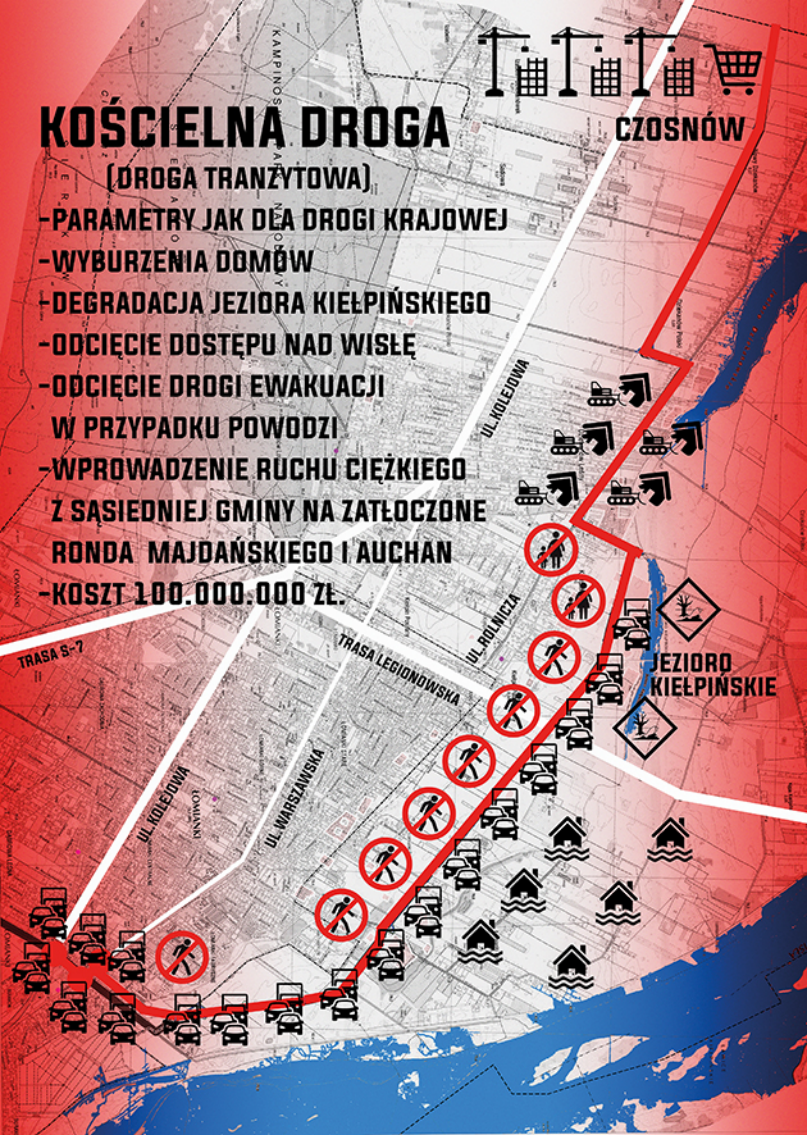 CZOSNÓW
KOŚCIELNA DROGA
(DROGA TRANZYTOWA)
-PARAMETRY JAK DLA DROGI KRAJOWEJ
-WYBURZENIA DOMÓW
-DEGRADACJA JEZIORA KIEŁPIŃSKIEGO
-ODCIĘCIE DOSTĘPU NAD WISŁĘ
-ODCIĘCIE DROGI EWAKUACJI
W PRZYPADKU POWODZI
-WPROWADZENIE RUCHU CIĘŻKIEGO
Z SĄSIEDNIEJ GMINY NA ZATŁOCZONE
RONDA MAJDAŃSKIEGO I AUCHAN
-KOSZT 100.000.000 ZŁ.
UL.KOLEJOWA
UL.ROLNICZA
TRASA S-7
TRASA LEGIONOWSKA
JEZIORO
KIEŁPIŃSKIE
UL.KOLEJOWA
ŁOMIANKI
UL.WARSZAWSKA